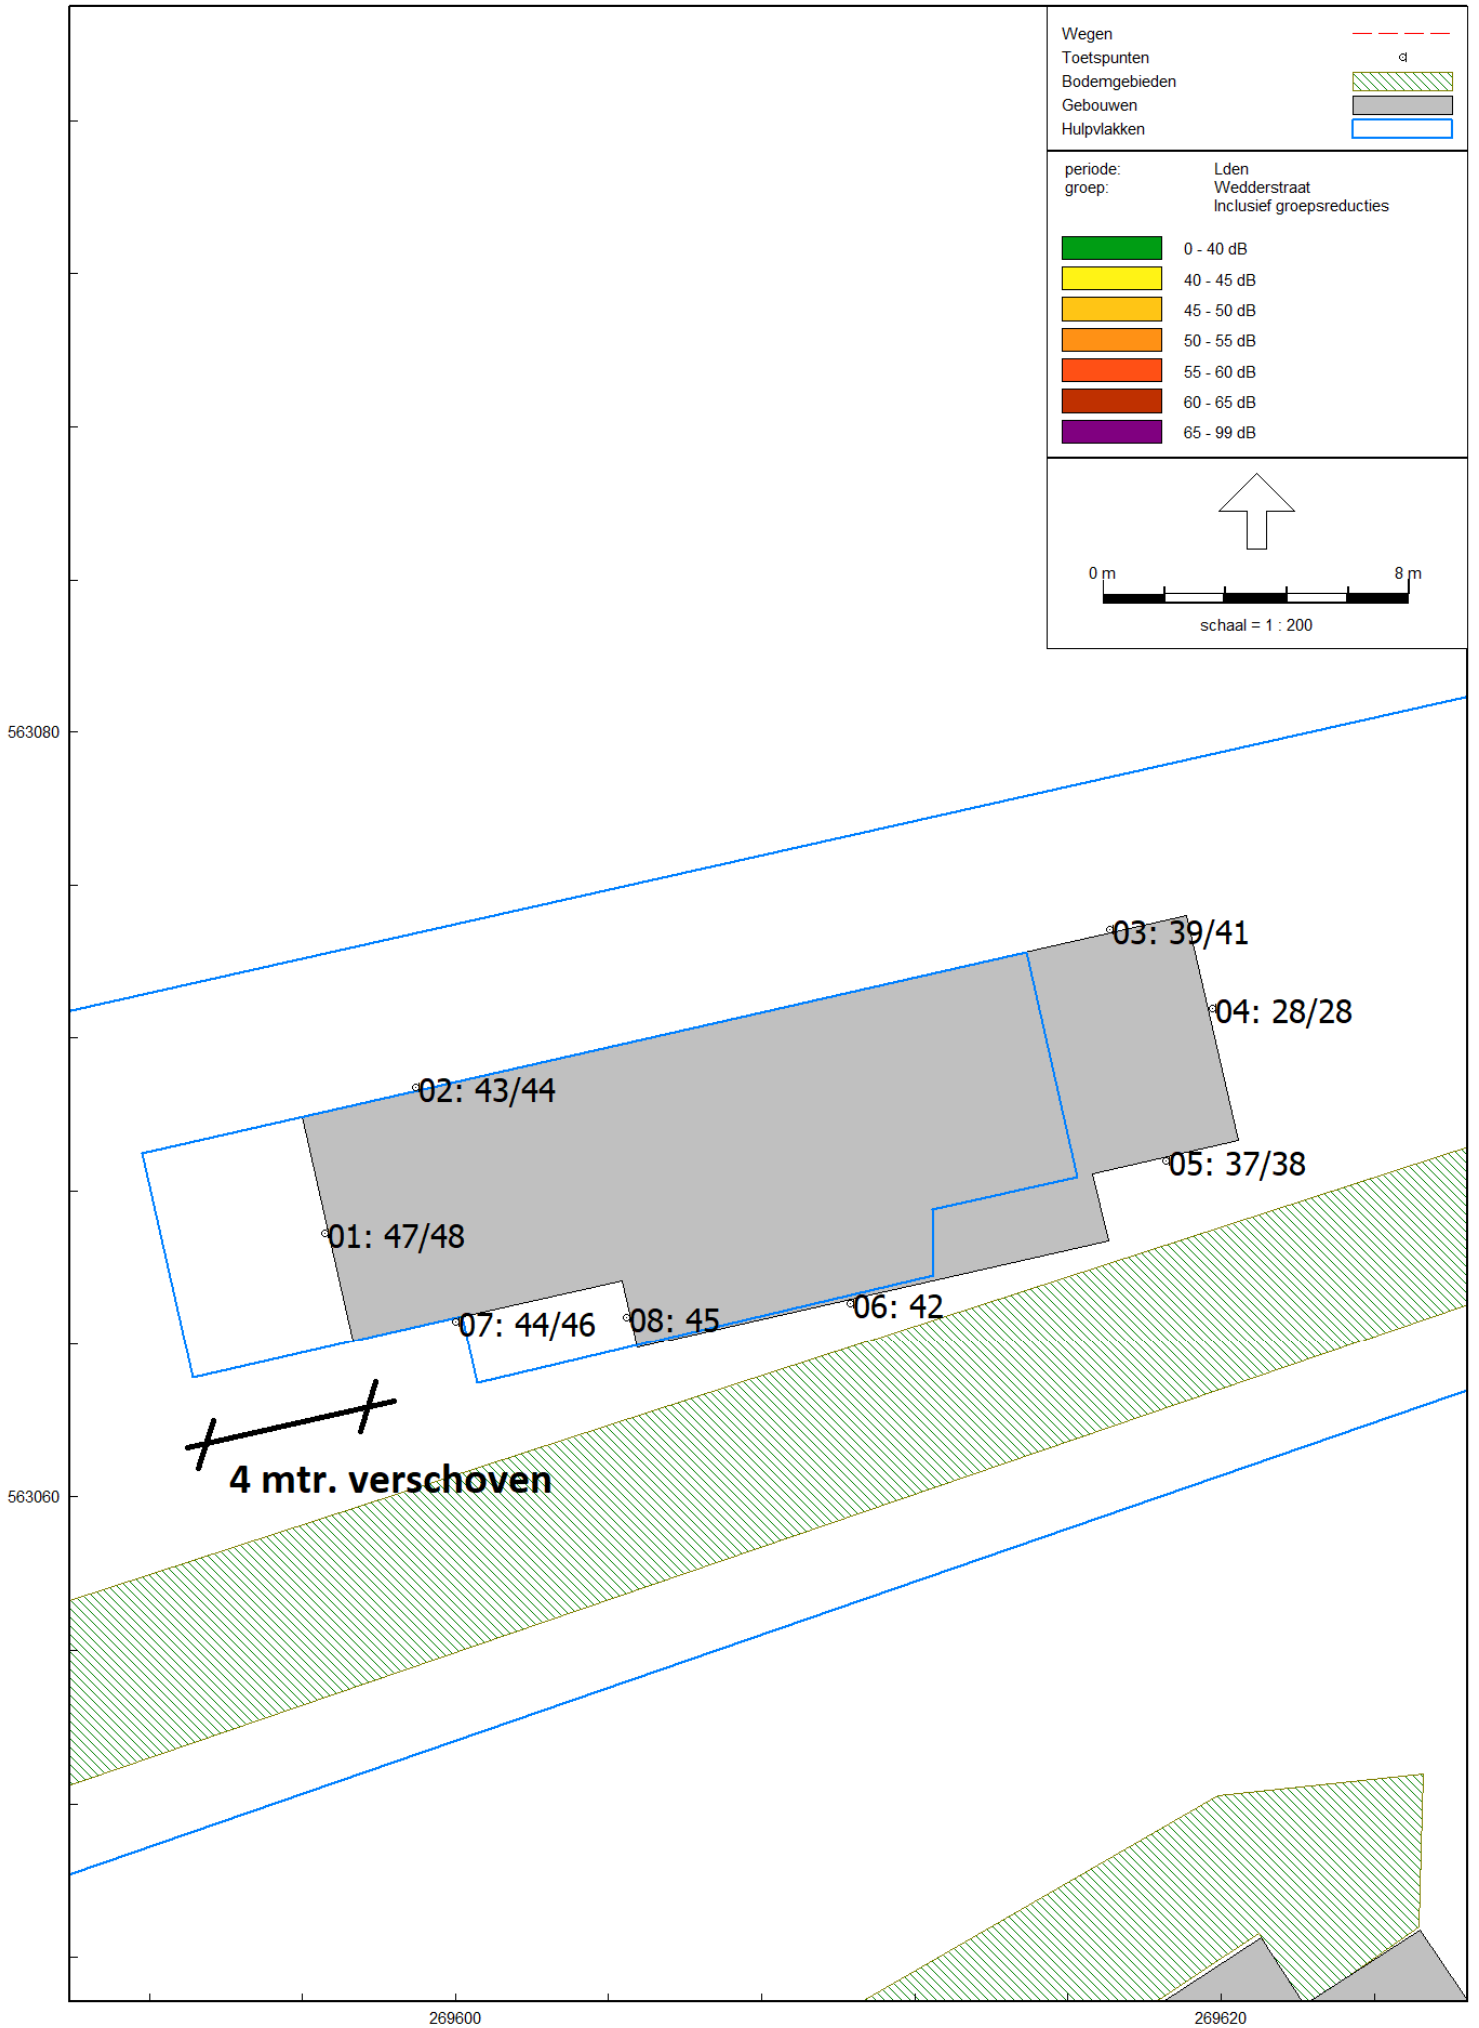 Wegen
Toetspunten
Bodemgebieden
Gebouwen
Hulpvlakken
periode: Lden
groep: Wedderstraat
Inclusief groepsreducties
0 - 40 dB
40 - 45 dB
45 - 50 dB
50 - 55 dB
55 - 60 dB
60 - 65 dB
65 - 99 dB
0 m 8 m
schaal = 1 : 200
563080
03: 39/41
04: 28/28
02: 43/44
05: 37/38
01: 47/48
06: 42
07: 44/46 08: 45
4 mtr. verschoven
563060
269600 269620